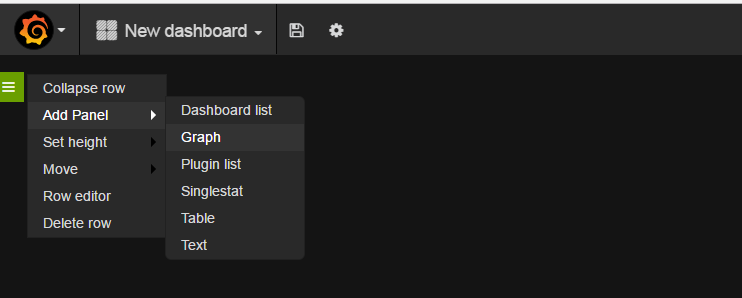 New dashboard
Collapse row
Add Panel
Set height
Move
Row editor
Delete row
Dashboard list
Graph
Plugin list
Singlestat
Table
Text